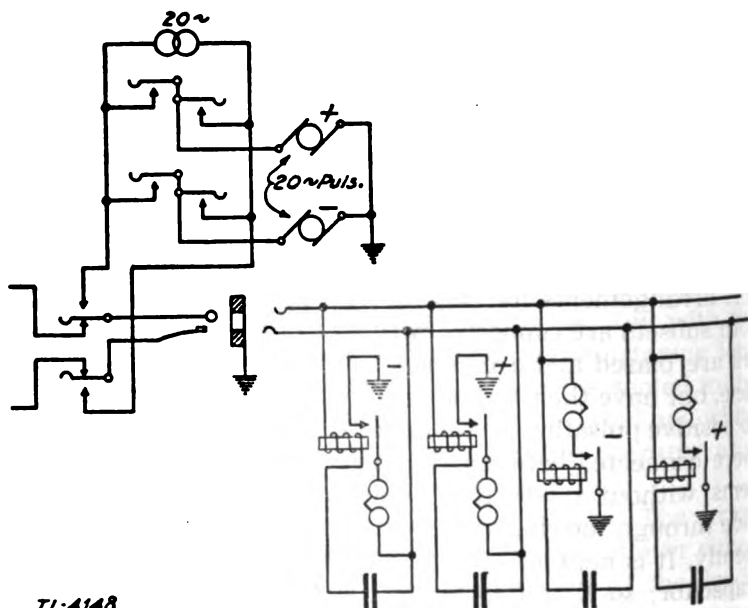 20~
+
20~Puls.
-
- +
- +
TL-4148